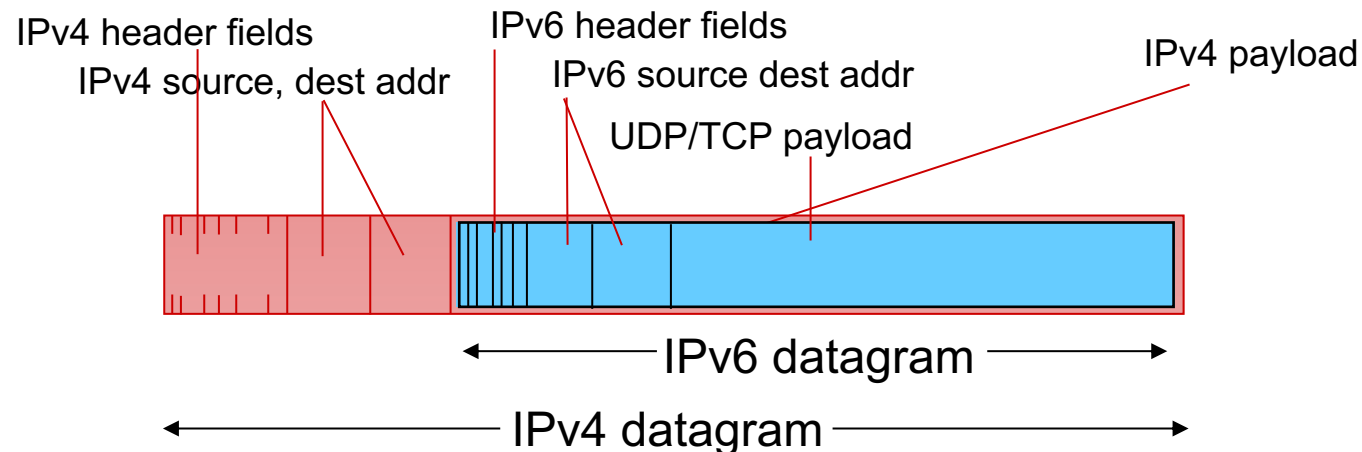 IPv4 header fields
IPv6 header fields
IPv4 payload
IPv4 source, dest addr
IPv6 source dest addr
UDP/TCP payload
IPv6 datagram
IPv4 datagram